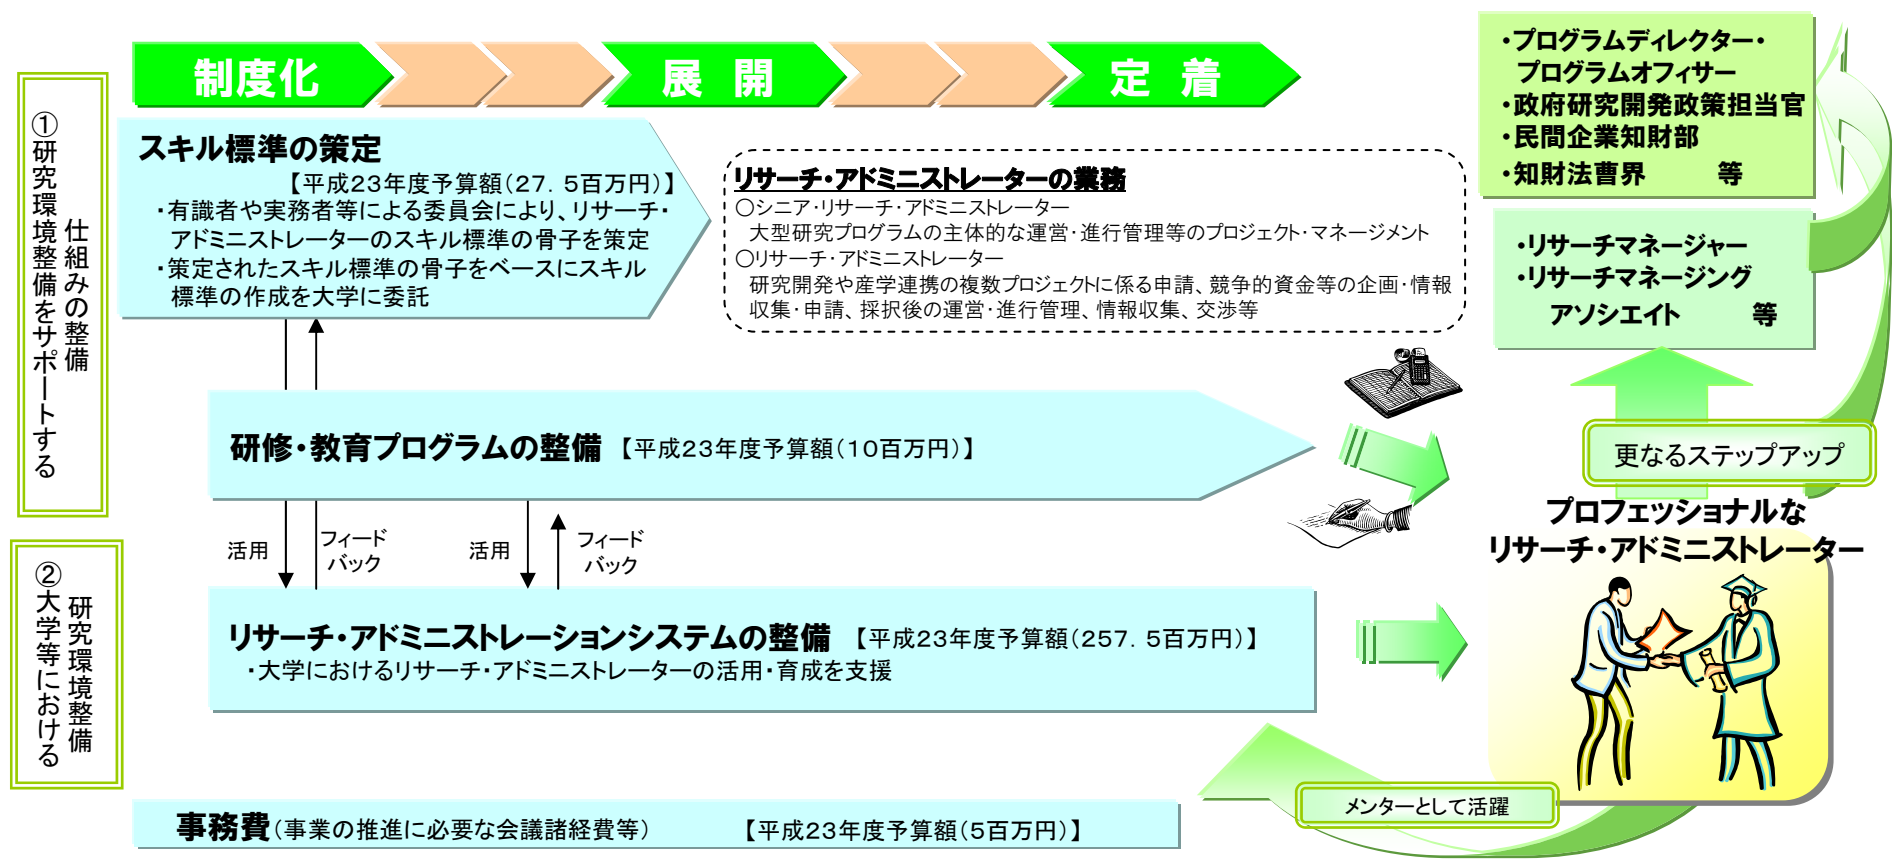 制度化
展 開
定 着
①研究環境整備をサポートする
仕組みの整備
スキル標準の策定
【平成23年度予算額(27.5百万円)】
・有識者や実務者等による委員会により、リサーチ・
アドミニストレーターのスキル標準の骨子を策定
・策定されたスキル標準の骨子をベースにスキル
標準の作成を大学に委託
リサーチ・アドミニストレーターの業務
○シニア・リサーチ・アドミニストレーター
大型研究プログラムの主体的な運営・進行管理等のプロジェクト・マネージメント
○リサーチ・アドミニストレーター
研究開発や産学連携の複数プロジェクトに係る申請、競争的資金等の企画・情報
収集・申請、採択後の運営・進行管理、情報収集、交渉等
・プログラムディレクター・
プログラムオフィサー
・政府研究開発政策担当官
・民間企業知財部
・知財法曹界 等
・リサーチマネージャー
・リサーチマネージング
アソシエイト 等
更なるステップアップ
研修・教育プログラムの整備 【平成23年度予算額(10百万円)】
活用
フィード
バック
活用
フィード
バック
プロフェッショナルな
リサーチ・アドミニストレーター
②大学等における
研究環境整備
リサーチ・アドミニストレーションシステムの整備 【平成23年度予算額(257.5百万円)】
・大学におけるリサーチ・アドミニストレーターの活用・育成を支援
メンターとして活躍
事務費(事業の推進に必要な会議諸経費等) 【平成23年度予算額(5百万円)】